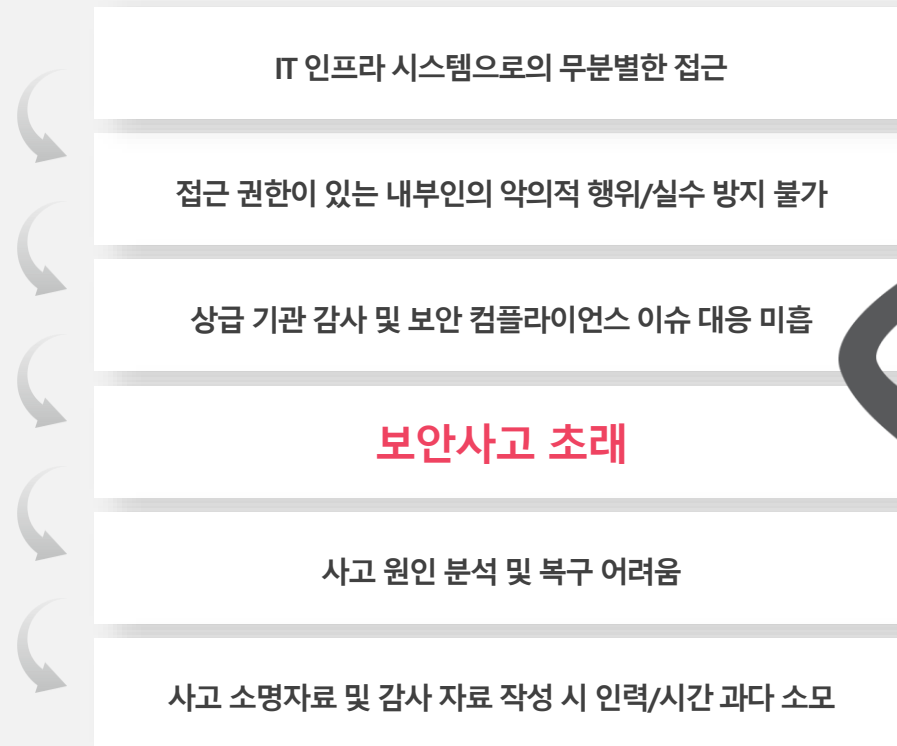 IT 인프라 시스템으로의 무분별한 접근
접근 권한이 있는 내부인의 악의적 행위/실수 방지 불가
상급 기관 감사 및 보안 컴플라이언스 이슈 대응 미흡
보안사고 초래
사고 원인 분석 및 복구 어려움
사고 소명자료 및 감사 자료 작성 시 인력/시간 과다 소모